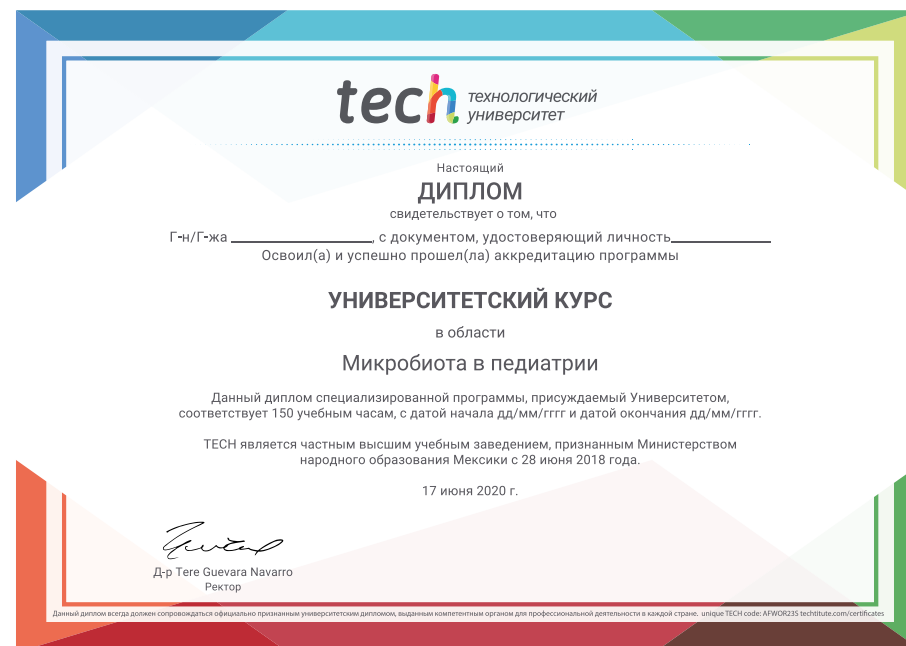 tech технологический
университет
Настоящий
ДИПЛОМ
свидетельствует о том, что
Г-н/Г-жа ____________________, с документом, удостоверяющий личность______________
Освоил(а) и успешно прошел(ла) аккредитацию программы
УНИВЕРСИТЕТСКИЙ КУРС
в области
Микробиота в педиатрии
Данный диплом специализированной программы, присуждаемый Университетом,
соответствует 150 учебным часам, с датой начала дд/мм/гггг и датой окончания дд/мм/гггг.
TECH является частным высшим учебным заведением, признанным Министерством
народного образования Мексики с 28 июня 2018 года.
17 июня 2020 г.
Д-р Tere Guevara Navarro
Ректор
Данный диплом всегда должен сопровождаться официально признанным университетским дипломом, выданным компетентным органом для профессиональной деятельности в каждой стране. unique TECH code: AFWOR23S techtitute.com/certificates